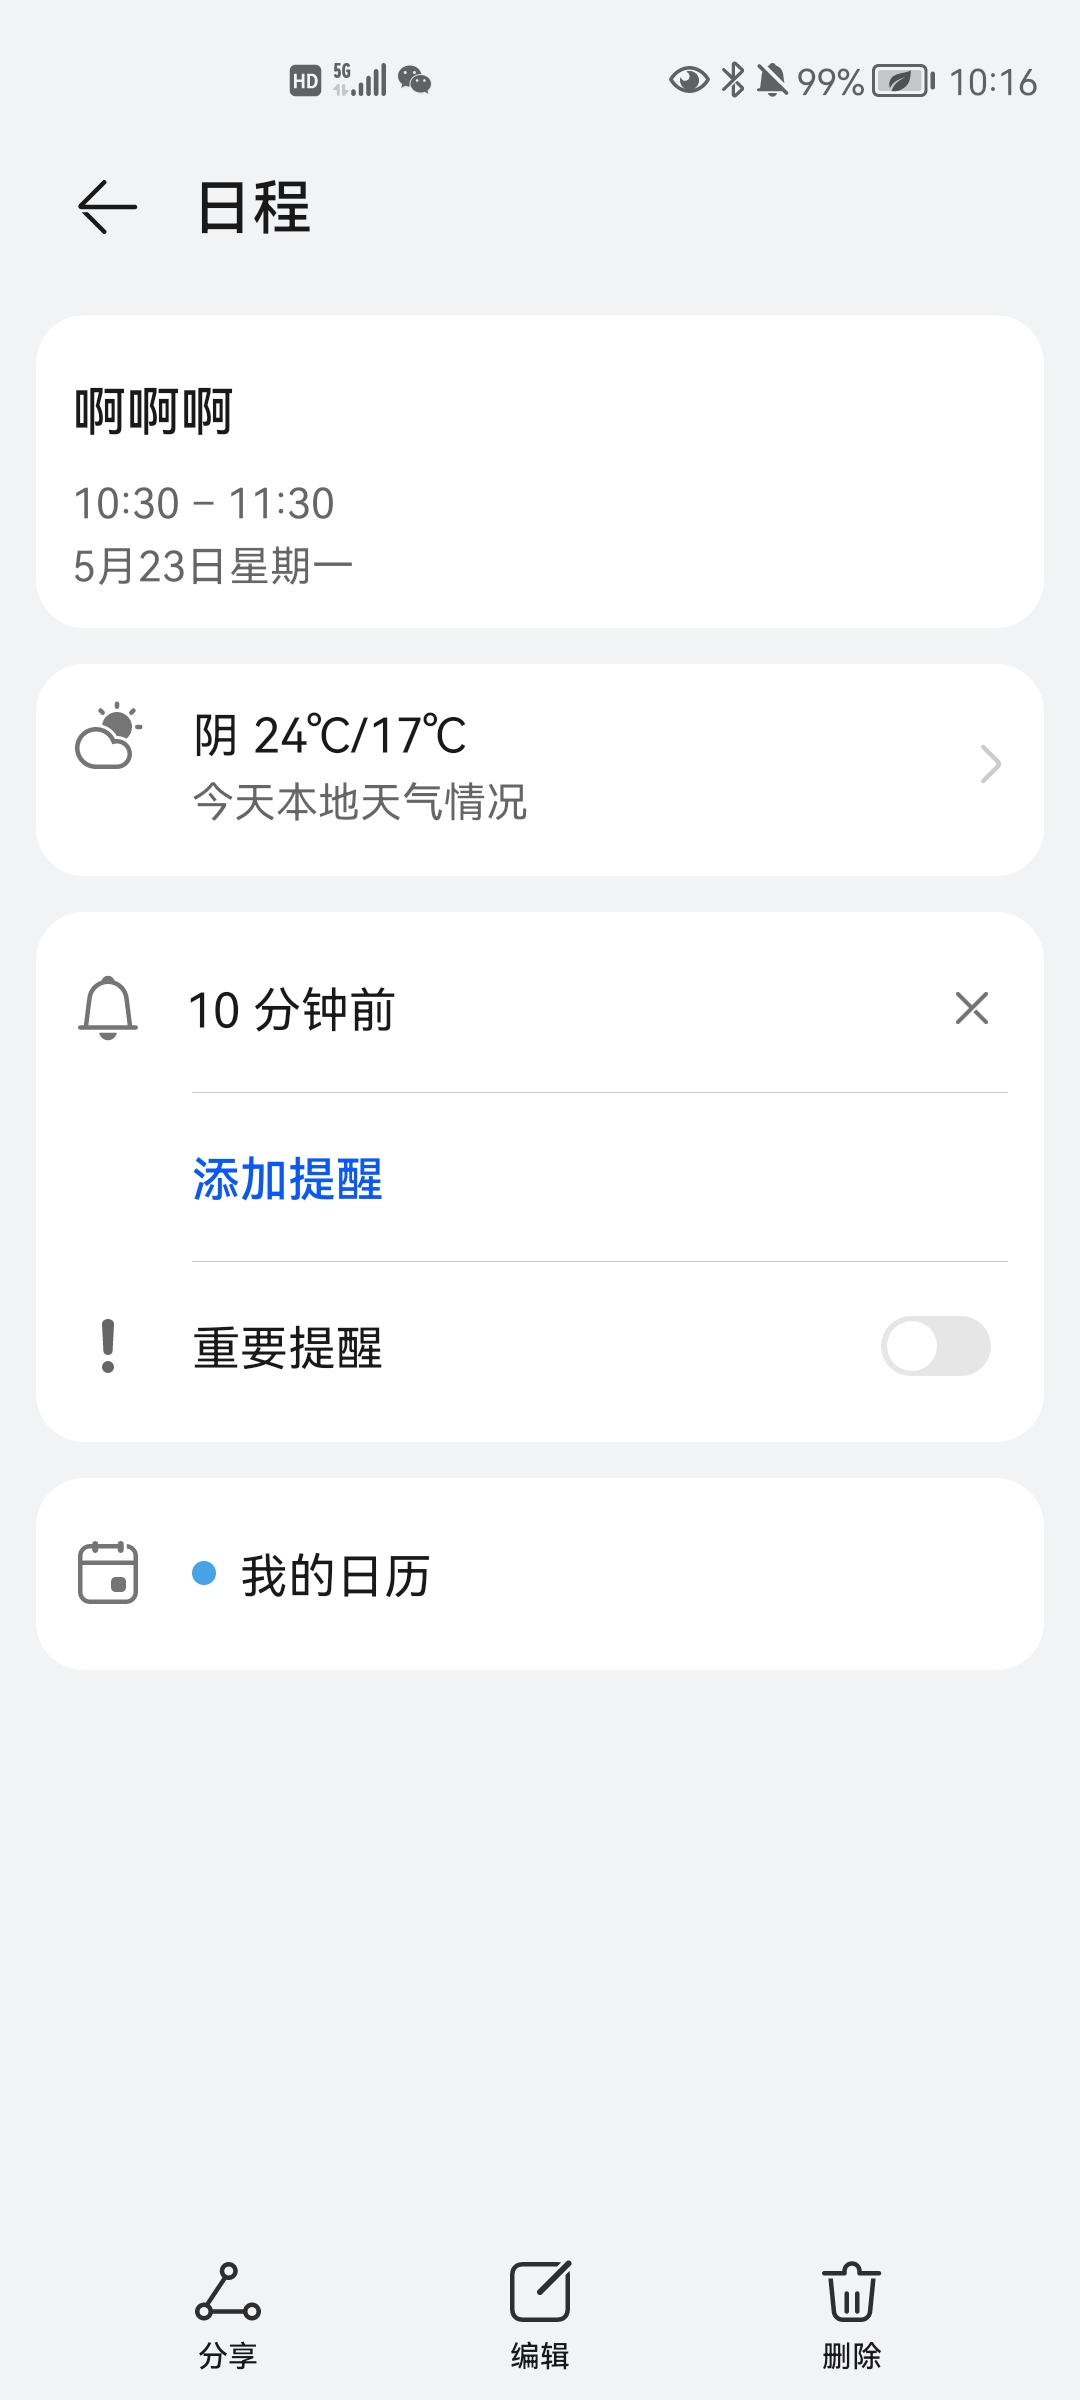 HD 5G 99% 10:16
日程
啊啊啊
10:30 – 11:30
5月23日星期一
阴 24℃/17℃
今天本地天气情况
10 分钟前
添加提醒
重要提醒
我的日历
分享 编辑 删除